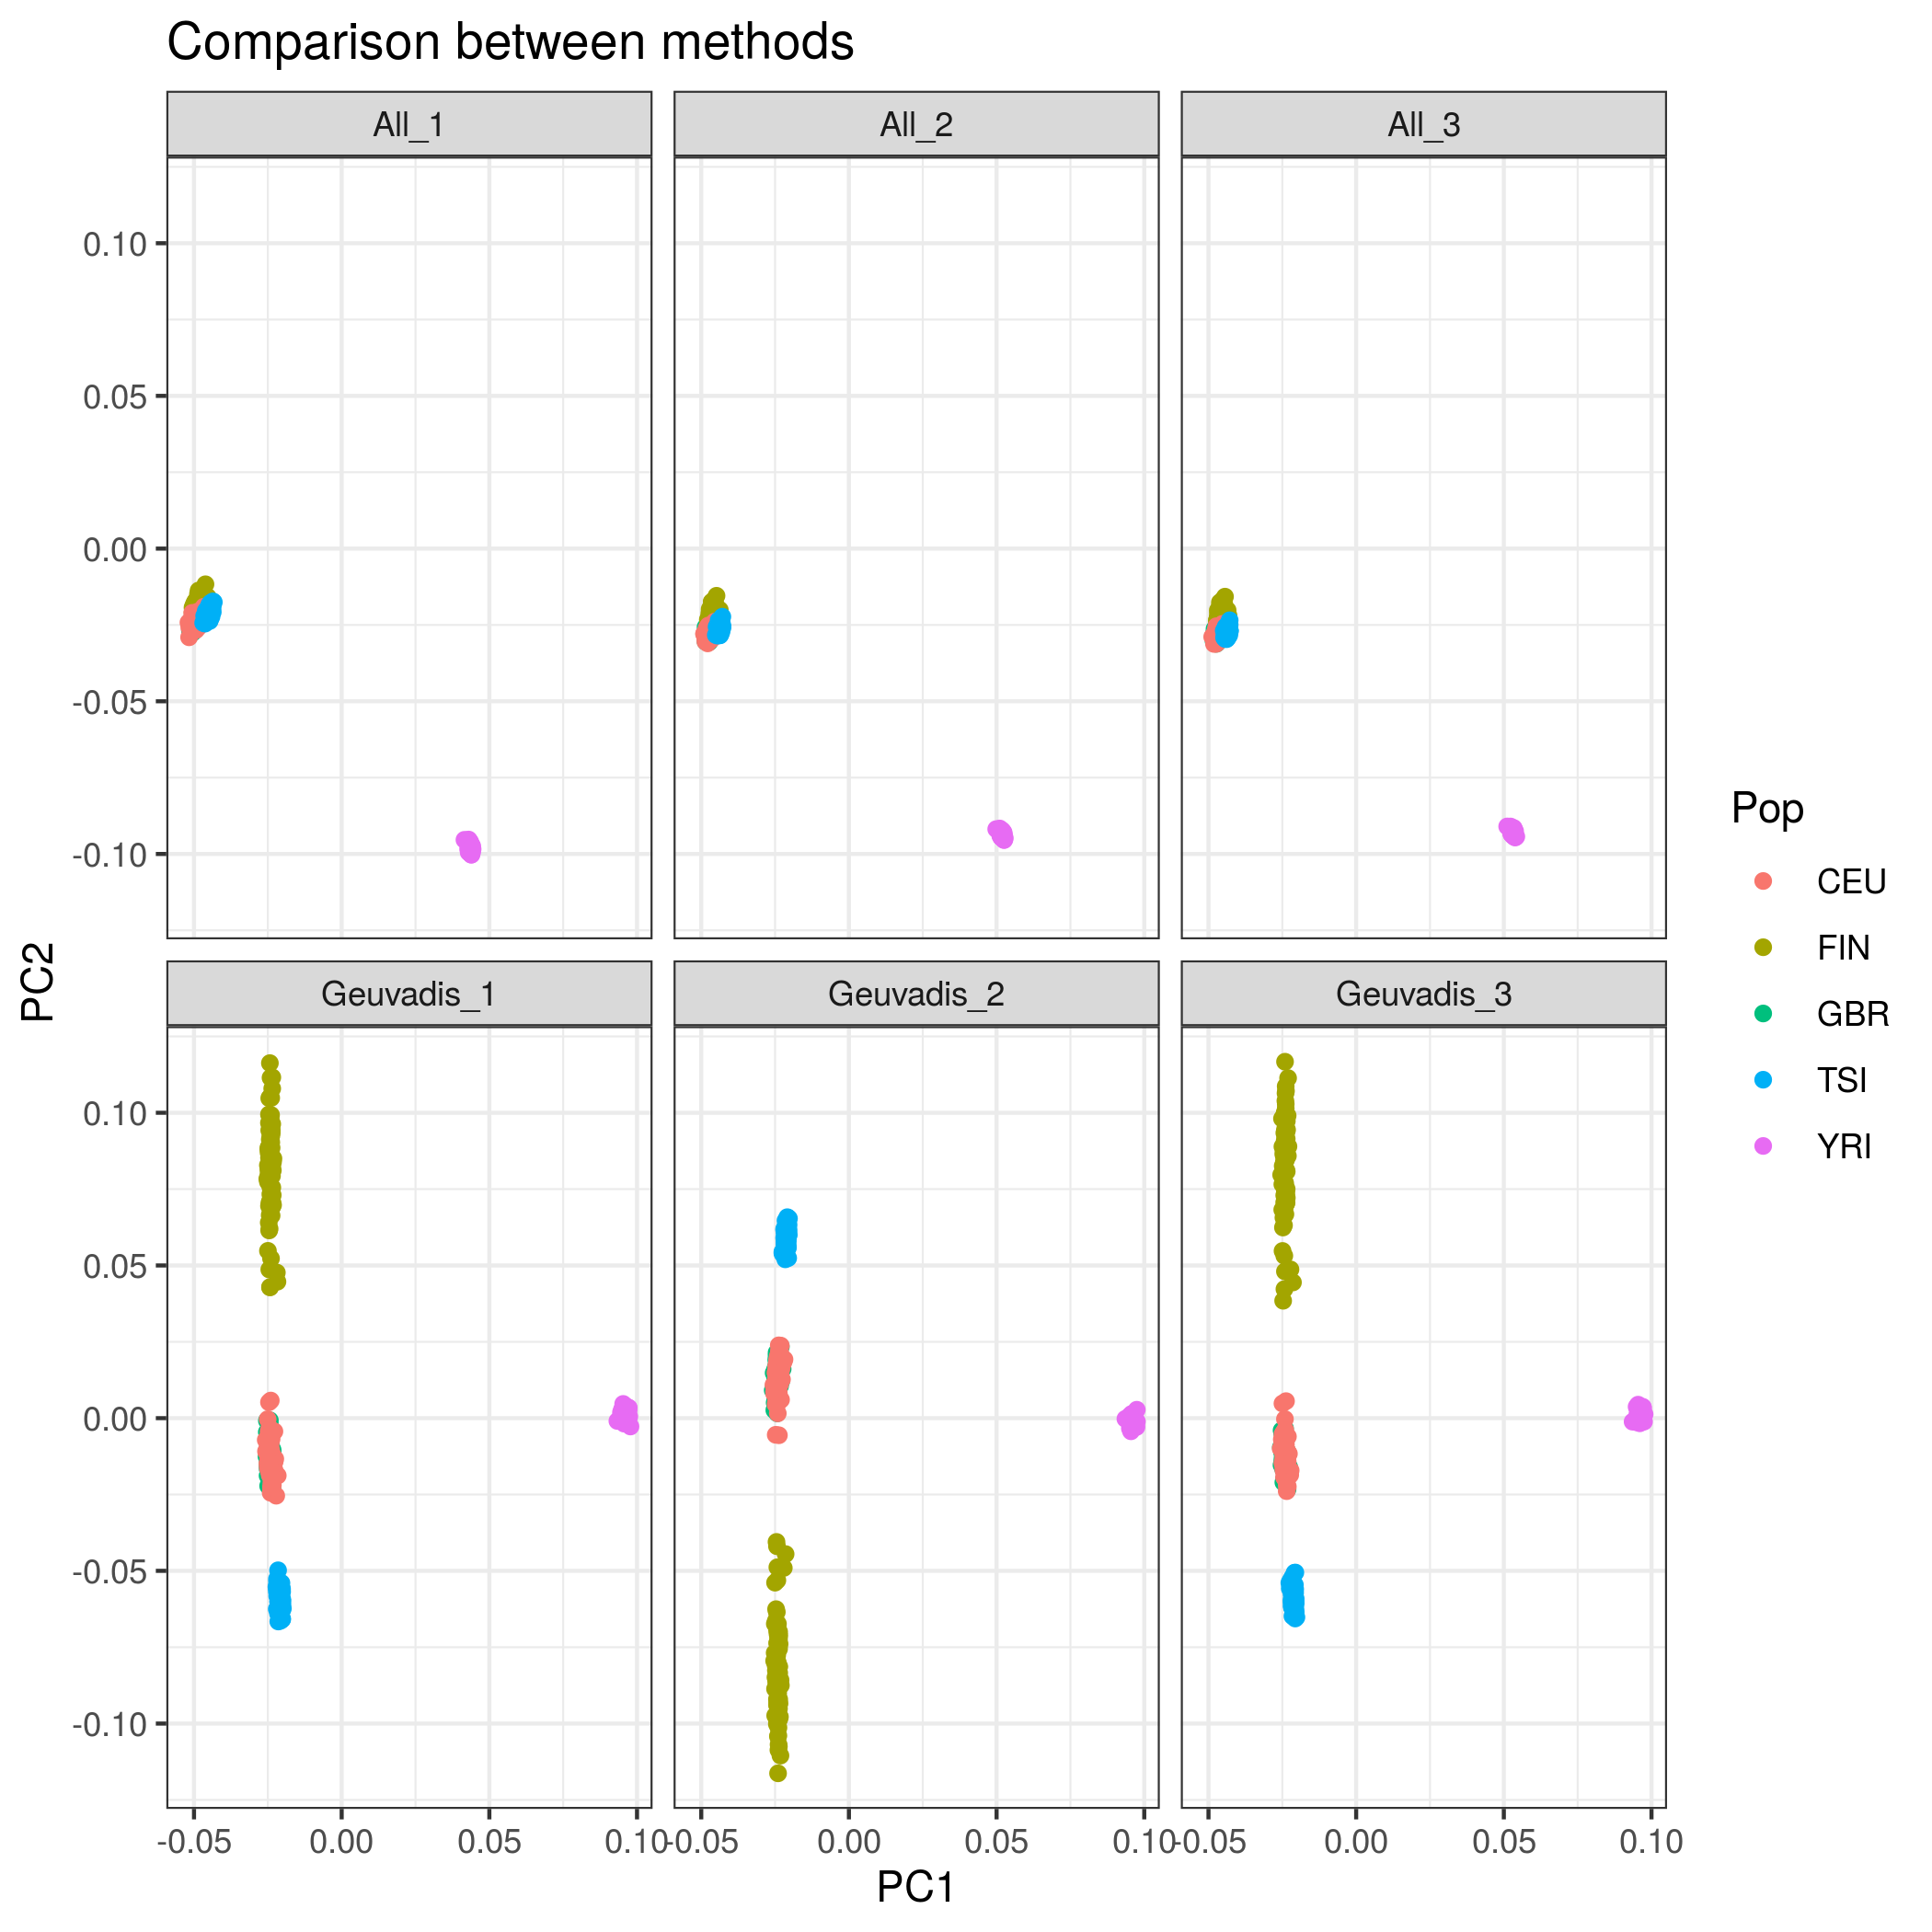 Comparison between methods
All_1
All_2
All_3
0.10
0.05
0.00
-0.05
-0.10
PC2
Geuvadis_1
Geuvadis_2
Geuvadis_3
0.10
0.05
0.00
-0.05
-0.10
-0.05 0.00 0.05 0.10
-0.05 0.00 0.05 0.10
-0.05 0.00 0.05 0.10
PC1
Pop
CEU
FIN
GBR
TSI
YRI